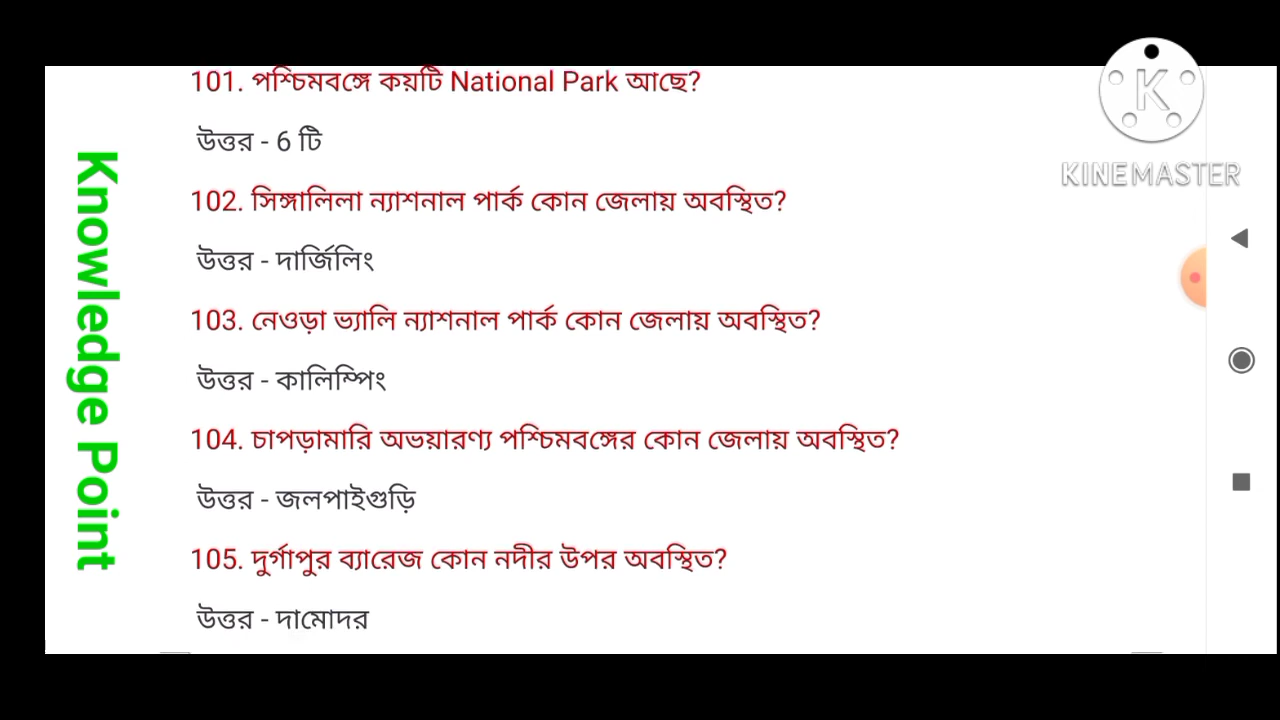 101. পশ্চিমবঙ্গে কয়টি National Park আছে?
উত্তর - 6 টি
102. সিঙ্গালিলা ন্যাশনাল পার্ক কোন জেলায় অবস্থিত?
উত্তর - দার্জিলিং
103. নেওড়া ভ্যালি ন্যাশনাল পার্ক কোন জেলায় অবস্থিত?
উত্তর - কালিম্পিং
104. চাপড়ামারি অভয়ারণ্য পশ্চিমবঙ্গের কোন জেলায় অবস্থিত?
উত্তর - জলপাইগুড়ি
105. দুর্গাপুর ব্যারেজ কোন নদীর উপর অবস্থিত?
উত্তর - দামোদর
Knowledge Point
K
KINEMASTER